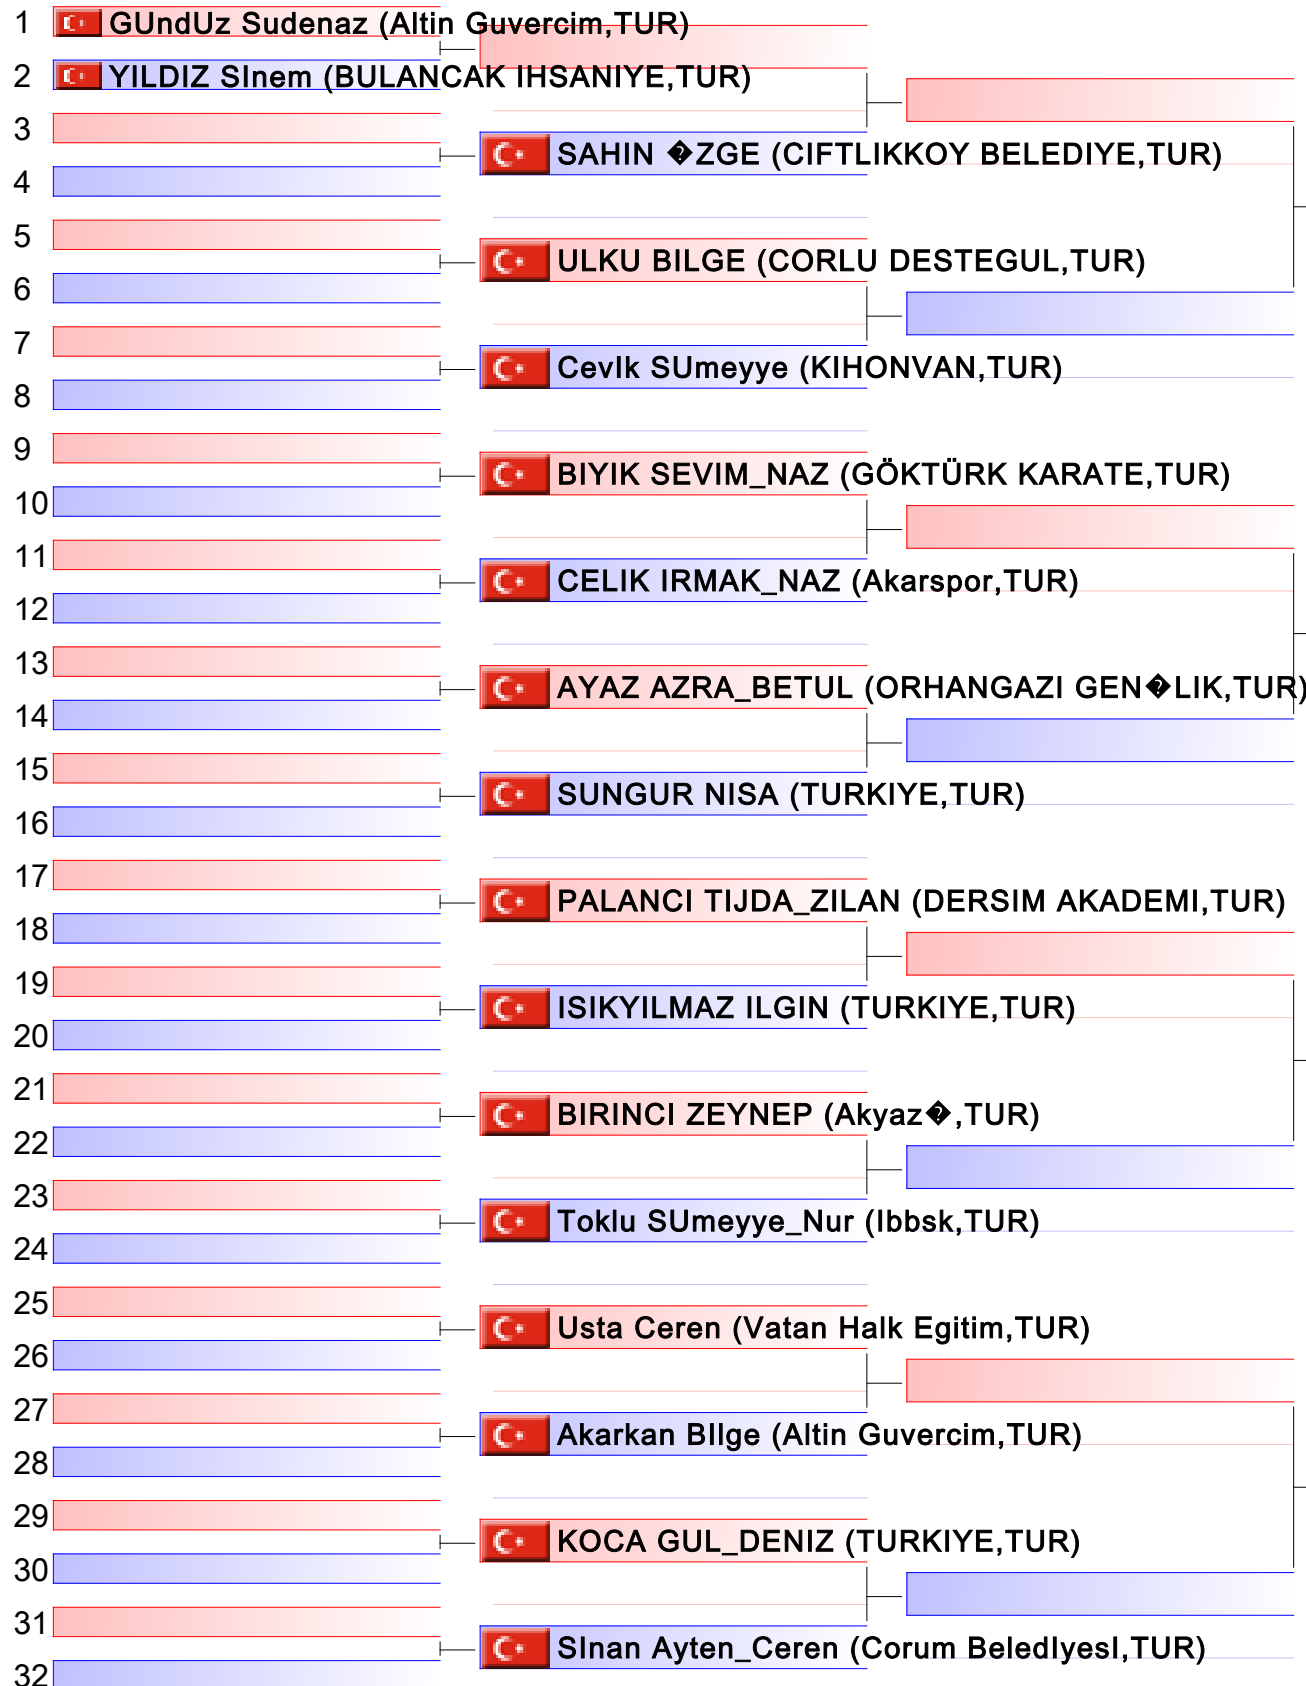 1 GUndUz Sudenaz (Altin Guvercim,TUR)
2 YILDIZ SInem (BULANCAK IHSANIYE,TUR)
3
SAHIN �ZGE (CIFTLIKKOY BELEDIYE,TUR)
4
5
ULKU BILGE (CORLU DESTEGUL,TUR)
6
7
CevIk SUmeyye (KIHONVAN,TUR)
8
9
BIYIK SEVIM_NAZ (GÖKTÜRK KARATE,TUR)
10
11
CELIK IRMAK_NAZ (Akarspor,TUR)
12
13
AYAZ AZRA_BETUL (ORHANGAZI GEN�LIK,TUR)
14
15
SUNGUR NISA (TURKIYE,TUR)
16
17
PALANCI TIJDA_ZILAN (DERSIM AKADEMI,TUR)
18
19
ISIKYILMAZ ILGIN (TURKIYE,TUR)
20
21
BIRINCI ZEYNEP (Akyaz�,TUR)
22
23
Toklu SUmeyye_Nur (Ibbsk,TUR)
24
25
Usta Ceren (Vatan Halk Egitim,TUR)
26
27
Akarkan BIlge (Altin Guvercim,TUR)
28
29
KOCA GUL_DENIZ (TURKIYE,TUR)
30
31
SInan Ayten_Ceren (Corum BeledIyesI,TUR)
32